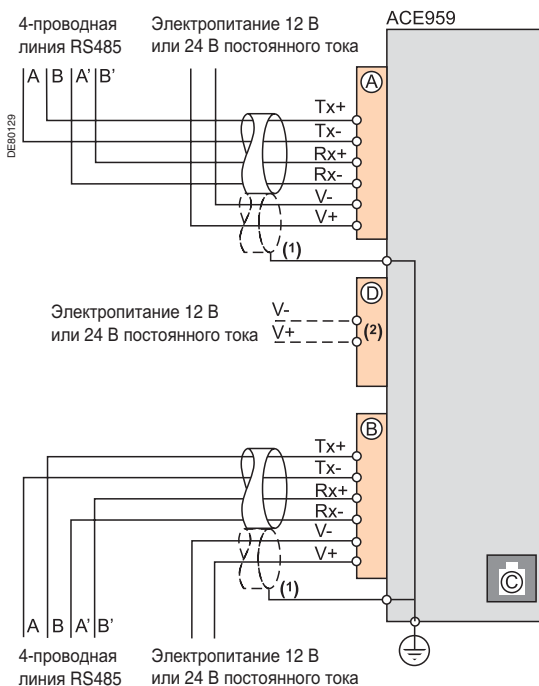 4-проводная
линия RS485
Электропитание 12 В
или 24 В постоянного тока
ACE959
A B A' B'
DE80129
A
Tx+
Tx-
Rx+
Rx-
V-
V+
(1)
D
Электропитание 12 В
или 24 В постоянного тока
V-
V+
(2)
B
Tx+
Tx-
Rx+
Rx-
V-
V+
(1)
C
A B A' B'
4-проводная
линия RS485
Электропитание 12 В
или 24 В постоянного тока